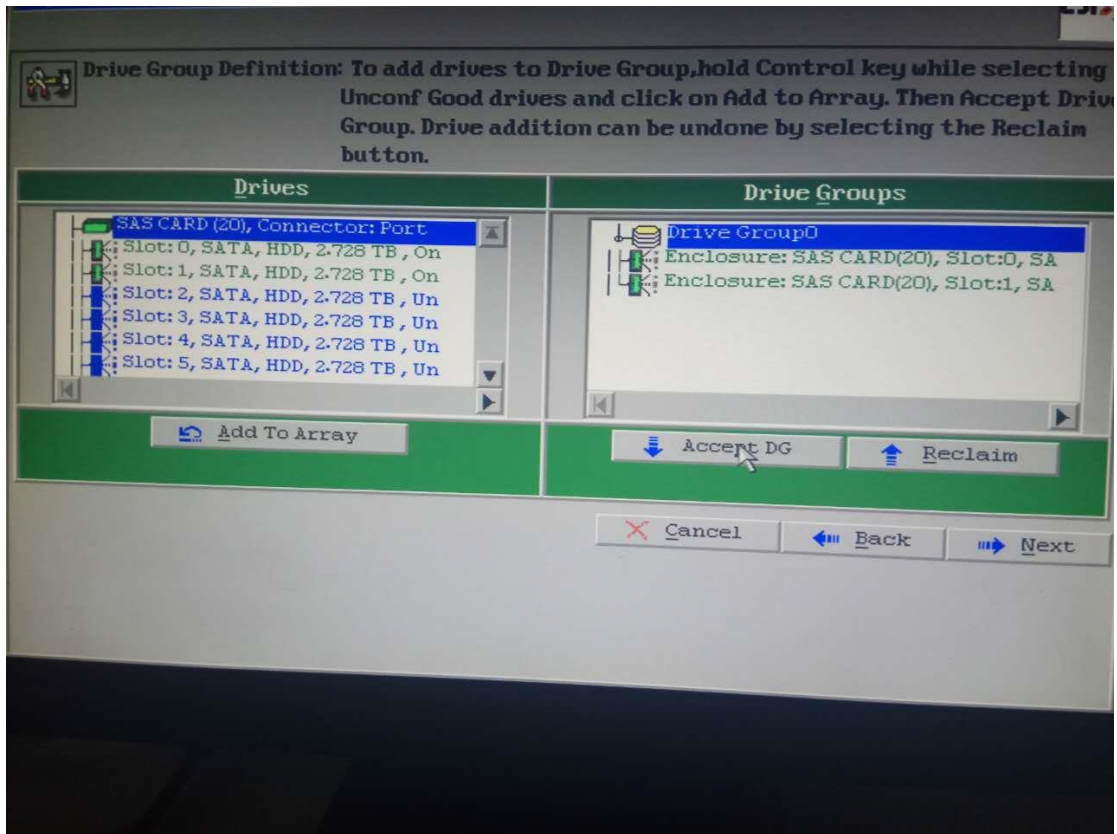 Drive Group Definition: To add drives to Drive Group,hold Control key while selecting
Unconf Good drives and click on Add to Array. Then Accept
Group. Drive addition can be undone by selecting the Reclaim
button.
Drives
SAS CARD (20), Connector: Port
Slot: 0, SATA, HDD, 2.728 TB , On
Slot: 1, SATA, HDD, 2.728 TB , On
Slot: 2, SATA, HDD, 2.728 TB , Un
Slot: 3, SATA, HDD, 2.728 TB , Un
Slot: 4, SATA, HDD, 2.728 TB , Un
Slot: 5, SATA, HDD, 2.728 TB , Un
Add To Array
Drive Groups
Drive Group0
Enclosure: SAS CARD(20), Slot:0, SA
Enclosure: SAS CARD(20), Slot:1, SA
Accept DG
Reclaim
Cancel
Back
Next